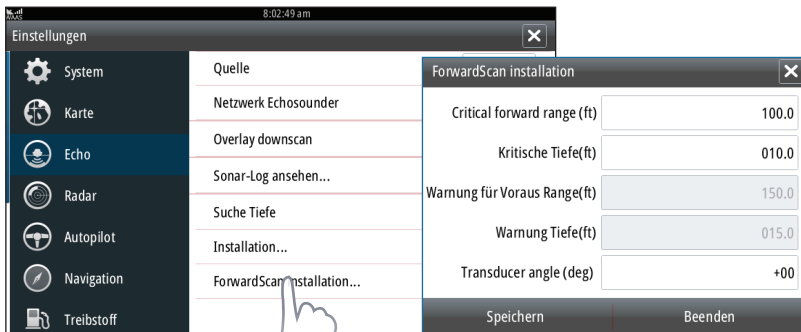 WAAS
8:02:49 am
Einstellungen
System
Karte
Echo
Radar
Autopilot
Navigation
Treibstoff
Quelle
Netzwerk Echosounder
Overlay downscan
Sonar-Log ansehen...
Suche Tiefe
Installation...
ForwardScan installation...
ForwardScan installation
Critical forward range (ft) 100.0
Kritische Tiefe(ft) 010.0
Warnung für Voraus Range(ft) 150.0
Warnung Tiefe(ft) 015.0
Transducer angle (deg) +00
Speichern Beenden